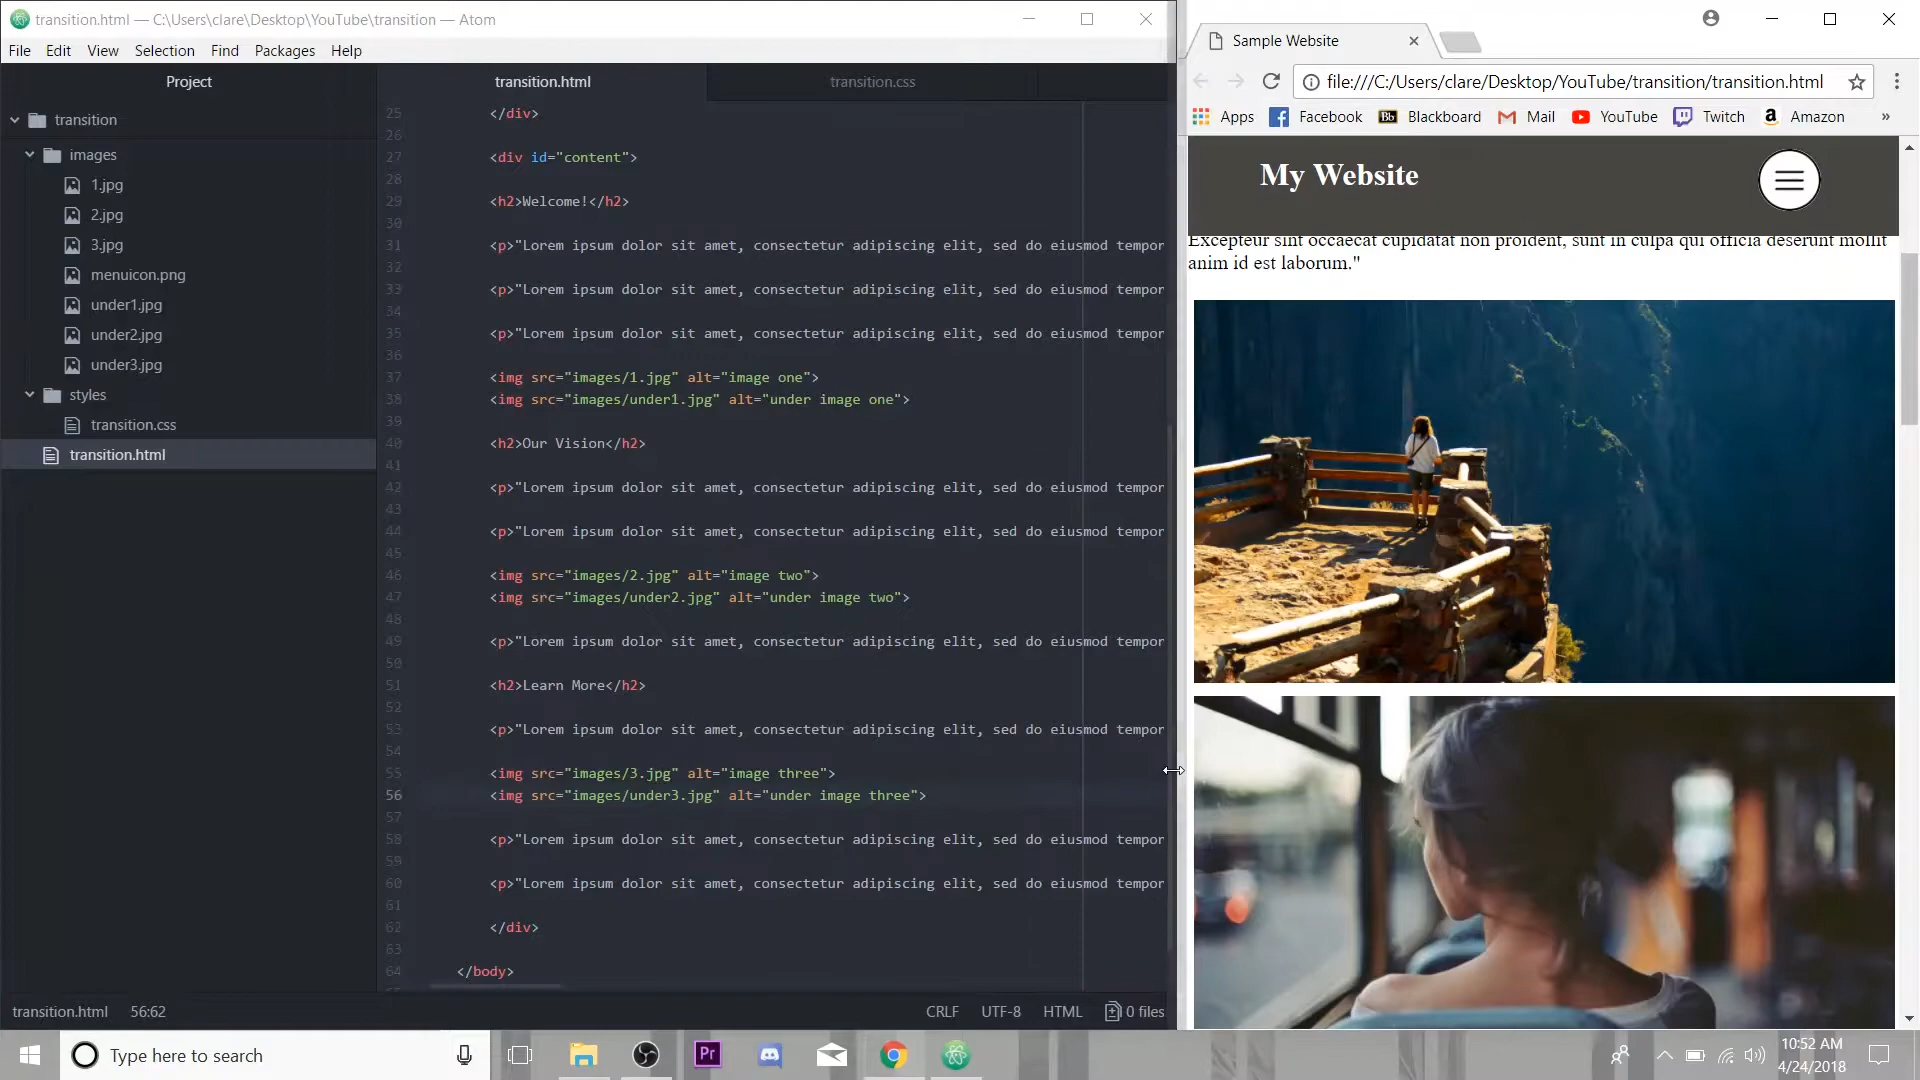 transition.html — C:\Users\clare\Desktop\YouTube\transition — Atom
File Edit View Selection Find Packages Help
Project
transition
images
1.jpg
2.jpg
3.jpg
menuicon.png
under1.jpg
under2.jpg
under3.jpg
styles
transition.css
transition.html
transition.html transition.css
25 </div>
26
27 <div id="content">
28
29 <h2>Welcome!</h2>
30
31 <p>"Lorem ipsum dolor sit amet, consectetur adipiscing elit, sed do eiusmod tempor
32
33 <p>"Lorem ipsum dolor sit amet, consectetur adipiscing elit, sed do eiusmod tempor
34
35 <p>"Lorem ipsum dolor sit amet, consectetur adipiscing elit, sed do eiusmod tempor
36
37 <img src="images/1.jpg" alt="image one">
38 <img src="images/under1.jpg" alt="under image one">
39
40 <h2>Our Vision</h2>
41
42 <p>"Lorem ipsum dolor sit amet, consectetur adipiscing elit, sed do eiusmod tempor
43
44 <p>"Lorem ipsum dolor sit amet, consectetur adipiscing elit, sed do eiusmod tempor
45
46 <img src="images/2.jpg" alt="image two">
47 <img src="images/under2.jpg" alt="under image two">
48
49 <p>"Lorem ipsum dolor sit amet, consectetur adipiscing elit, sed do eiusmod tempor
50
51 <h2>Learn More</h2>
52
53 <p>"Lorem ipsum dolor sit amet, consectetur adipiscing elit, sed do eiusmod tempor
54
55 <img src="images/3.jpg" alt="image three">
56 <img src="images/under3.jpg" alt="under image three">
57
58 <p>"Lorem ipsum dolor sit amet, consectetur adipiscing elit, sed do eiusmod tempor
59
60 <p>"Lorem ipsum dolor sit amet, consectetur adipiscing elit, sed do eiusmod tempor
61
62 </div>
63
64 </body>
transition.html 56:62 CRLF UTF-8 HTML 0 files
Sample Website
file:///C:/Users/clare/Desktop/YouTube/transition/transition.html
Apps Facebook Bb Blackboard Mail YouTube Twitch a Amazon »
My Website
Excepteur sint occaecat cupidatat non proident, sunt in culpa qui officia deserunt mollit
anim id est laborum."
Type here to search
Pr
10:52 AM
4/24/2018